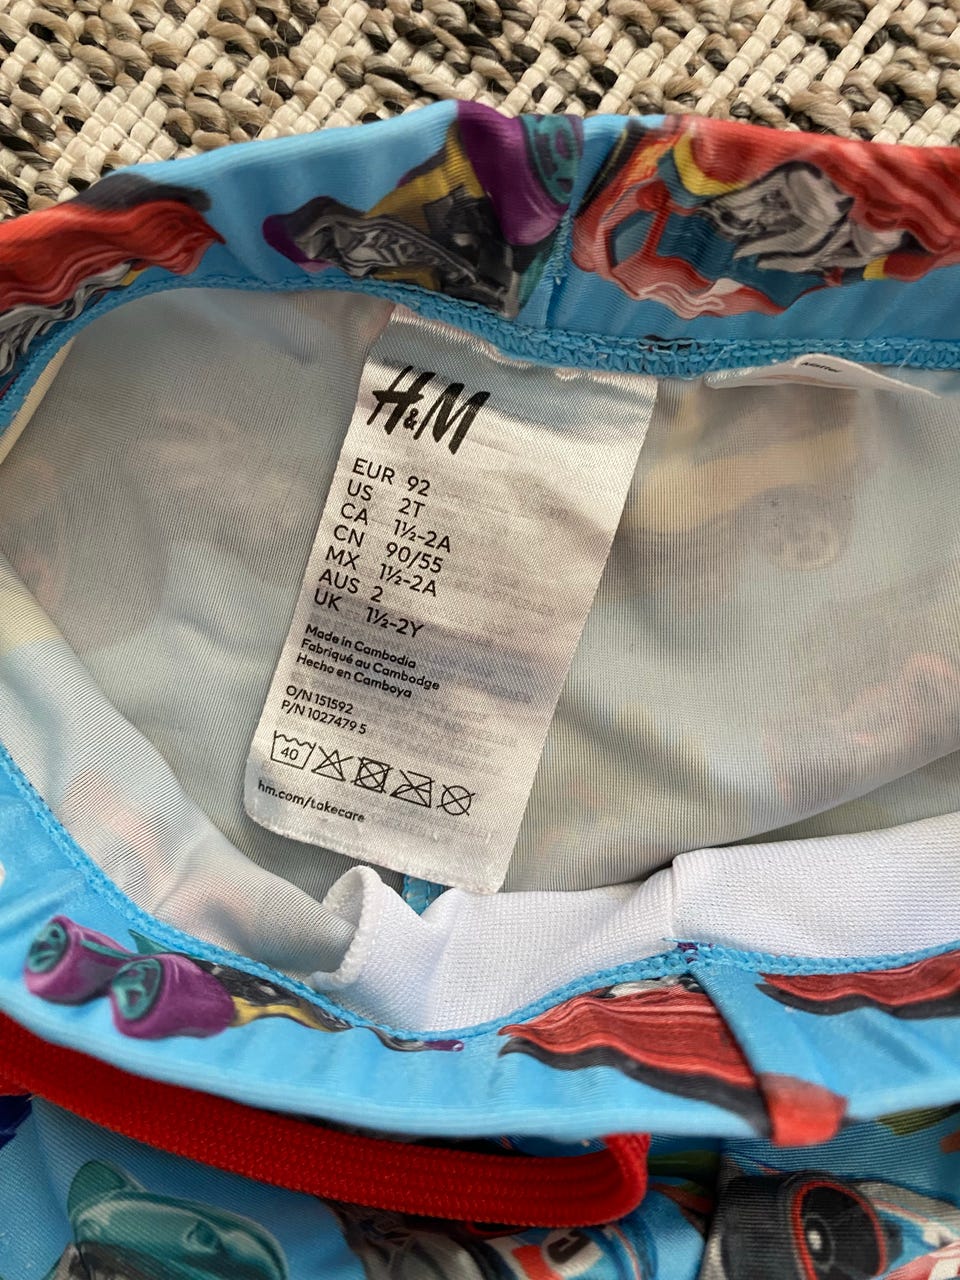 H&M
EUR 92
US 2T
CA 1½-2A
CN 90/55
MX 1½-2A
AUS 2
UK 1½-2Y
Made in Cambodia
Fabriqué au Cambodge
Hecho en Camboya
O/N 151592
P/N 1027479 5
40
hm.com/takecare